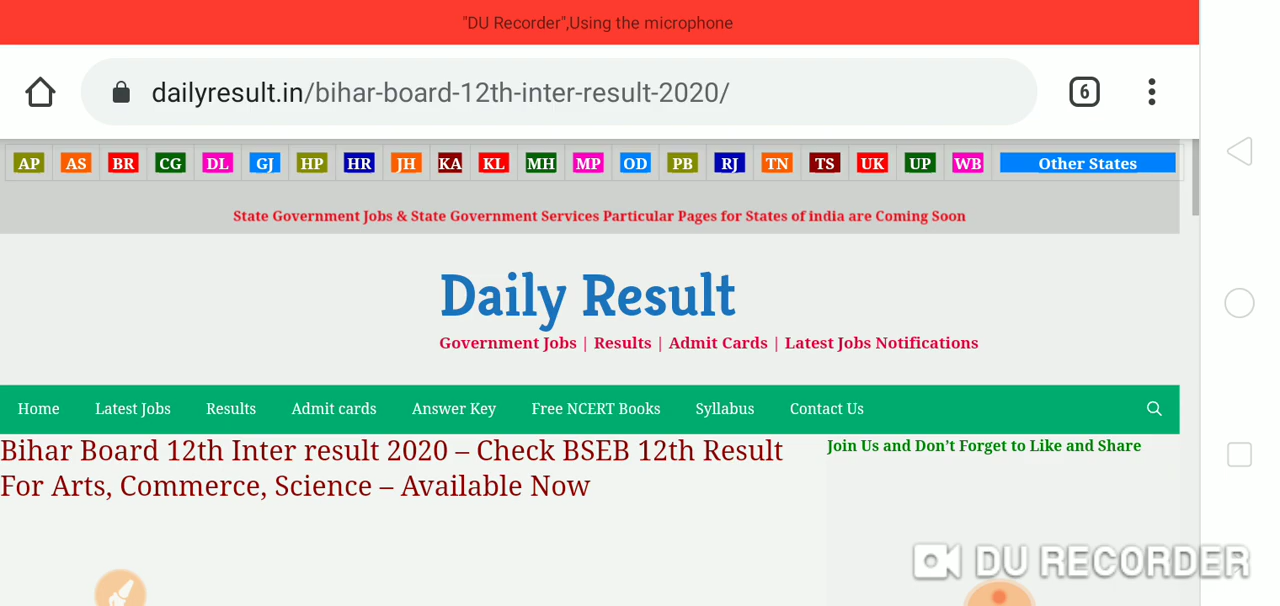 "DU Recorder",Using the microphone
dailyresult.in/bihar-board-12th-inter-result-2020/
6
AP AS BR CG DL GJ HP HR JH KA KL MH MP OD PB RJ TN TS UK UP WB Other States
State Government Jobs & State Government Services Particular Pages for States of india are Coming Soon
Daily Result
Government Jobs | Results | Admit Cards | Latest Jobs Notifications
Home Latest Jobs Results Admit cards Answer Key Free NCERT Books Syllabus Contact Us
Bihar Board 12th Inter result 2020 – Check BSEB 12th Result
For Arts, Commerce, Science – Available Now
Join Us and Don’t Forget to Like and Share
DU RECORDER